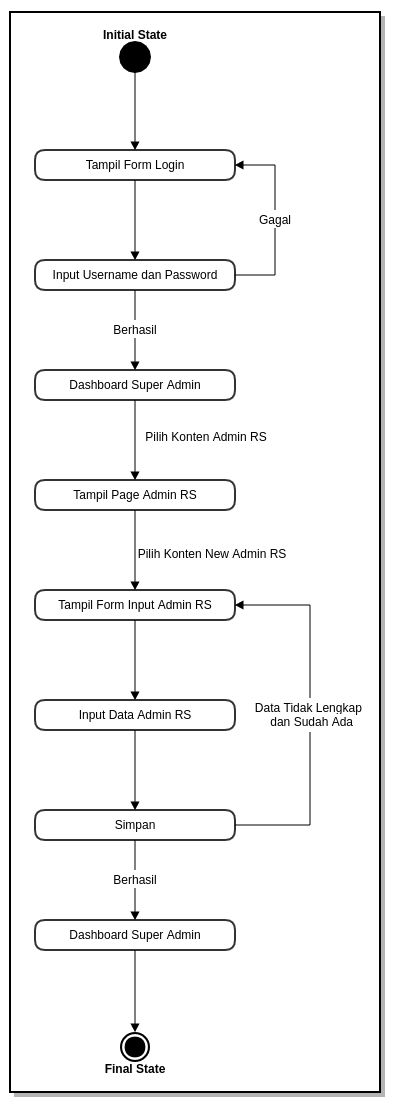 Initial State
Tampil Form Login
Gagal
Input Username dan Password
Berhasil
Dashboard Super Admin
Pilih Konten Admin RS
Tampil Page Admin RS
Pilih Konten New Admin RS
Tampil Form Input Admin RS
Data Tidak Lengkap
dan Sudah Ada
Input Data Admin RS
Simpan
Berhasil
Dashboard Super Admin
Final State